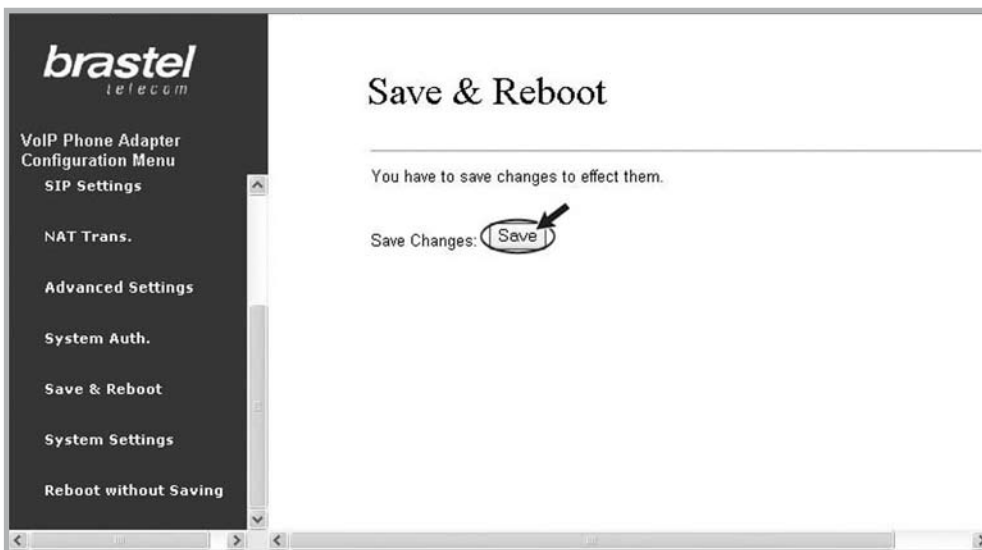 brastel
telecom
VoIP Phone Adapter
Configuration Menu
SIP Settings
NAT Trans.
Advanced Settings
System Auth.
Save & Reboot
System Settings
Reboot without Saving
Save & Reboot
You have to save changes to effect them.
Save Changes: Save